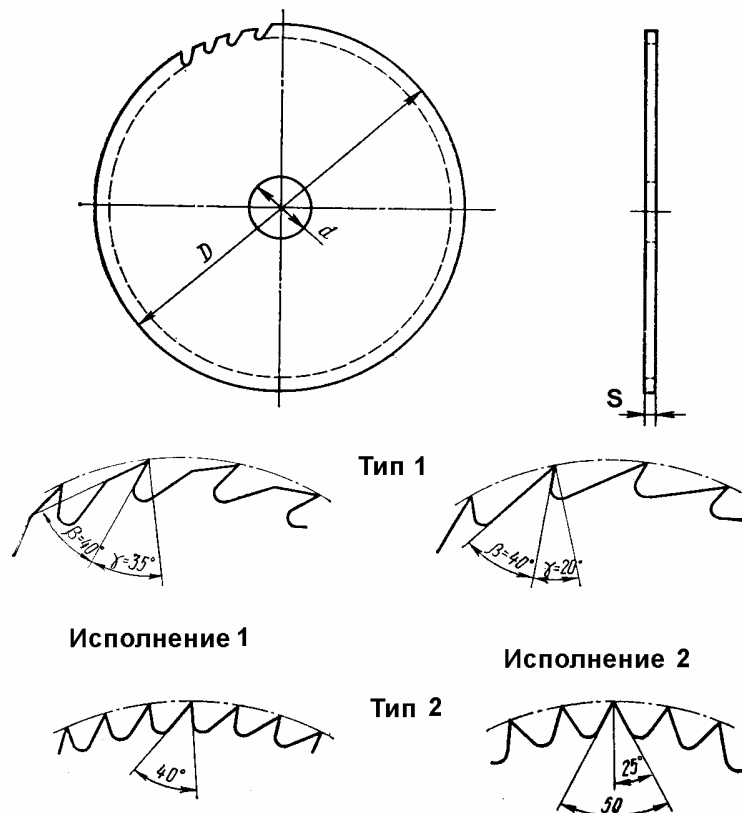 D
d
S
Тип 1
β=40°
γ=35°
β=40°
γ=20°
Исполнение 1
Исполнение 2
Тип 2
40°
25°
50